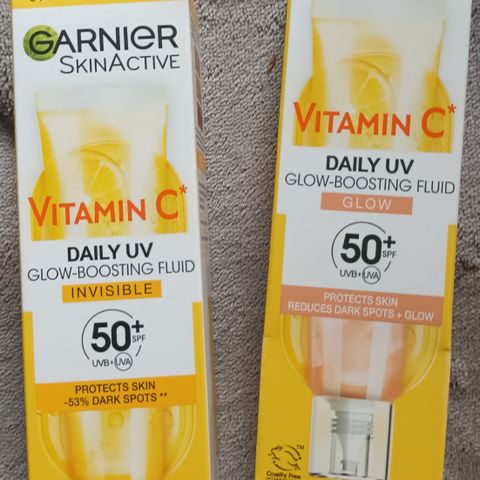 GARNIER
SKINACTIVE
VITAMIN C*
DAILY UV
GLOW-BOOSTING FLUID
INVISIBLE
50+
SPF
UVB+UVA
PROTECTS SKIN
-53% DARK SPOTS **
VITAMIN C*
DAILY UV
GLOW-BOOSTING FLUID
GLOW
50+
SPF
UVB+UVA
PROTECTS SKIN
REDUCES DARK SPOTS + GLOW
TM
Cruelty Free